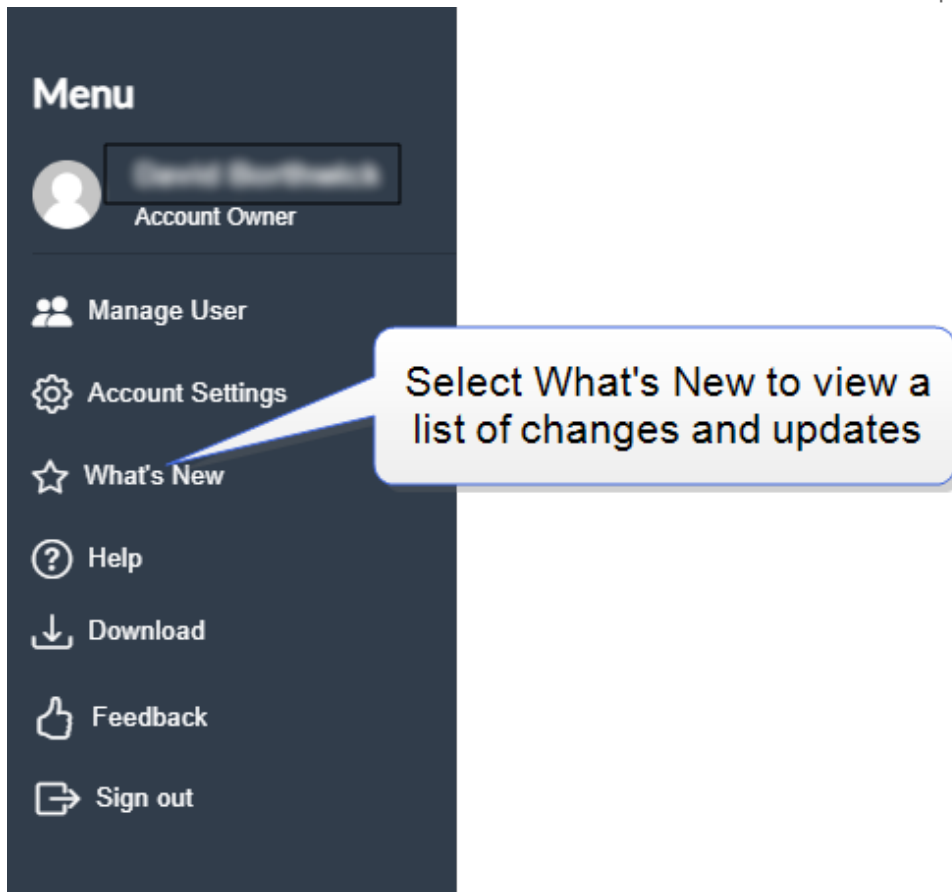 Menu
Account Owner
Manage User
Account Settings
Select What's New to view a
list of changes and updates
What's New
Help
Download
Feedback
Sign out